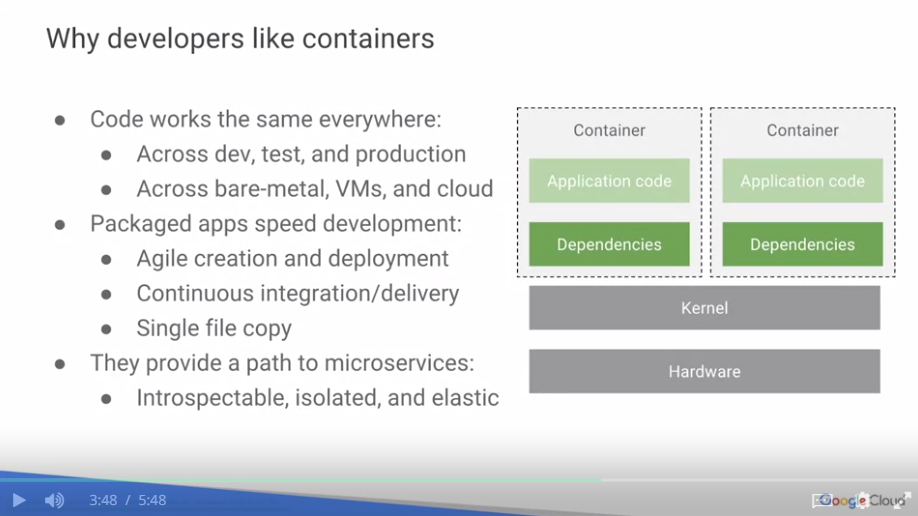 Why developers like containers
● Code works the same everywhere:
● Across dev, test, and production
● Across bare-metal, VMs, and cloud
● Packaged apps speed development:
● Agile creation and deployment
● Continuous integration/delivery
● Single file copy
● They provide a path to microservices:
● Introspectable, isolated, and elastic
Container Container
Application code Application code
Dependencies Dependencies
Kernel
Hardware
3:48 / 5:48
Google Cloud